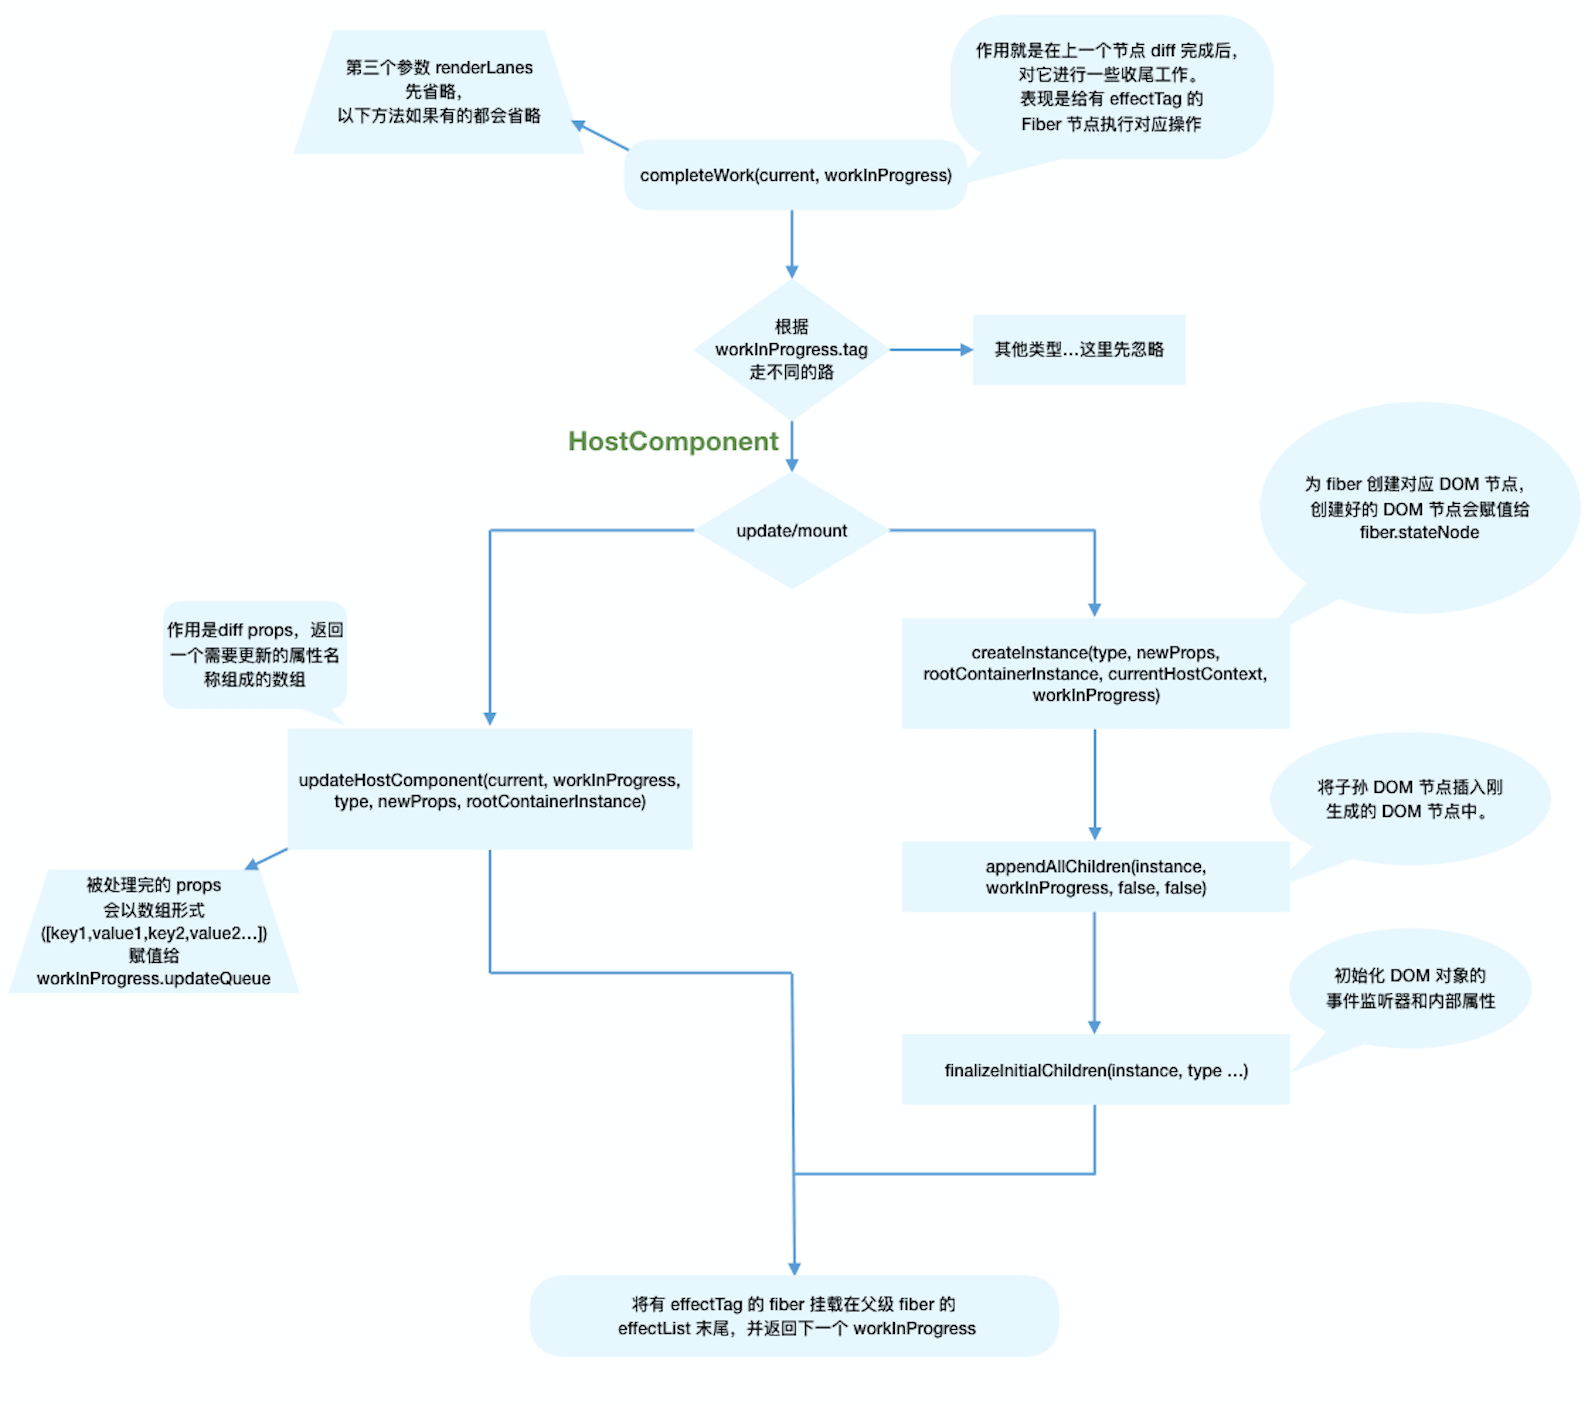 第三个参数 renderLanes
先省略，
以下方法如果有的都会省略
作用就是在上一个节点 diff 完成后，
对它进行一些收尾工作。
表现是给有 effectTag 的
Fiber 节点执行对应操作
completeWork(current, workInProgress)
根据
workInProgress.tag
走不同的路
其他类型...这里先忽略
HostComponent
update/mount
为 fiber 创建对应 DOM 节点，
创建好的 DOM 节点会赋值给
fiber.stateNode
作用是diff props，返回
一个需要更新的属性名
称组成的数组
createInstance(type, newProps,
rootContainerInstance, currentHostContext,
workInProgress)
updateHostComponent(current, workInProgress,
type, newProps, rootContainerInstance)
将子孙 DOM 节点插入刚
生成的 DOM 节点中。
appendAllChildren(instance,
workInProgress, false, false)
被处理完的 props
会以数组形式
([key1,value1,key2,value2...])
赋值给
workInProgress.updateQueue
初始化 DOM 对象的
事件监听器和内部属性
finalizeInitialChildren(instance, type ...)
将有 effectTag 的 fiber 挂载在父级 fiber 的
effectList 末尾，并返回下一个 workInProgress